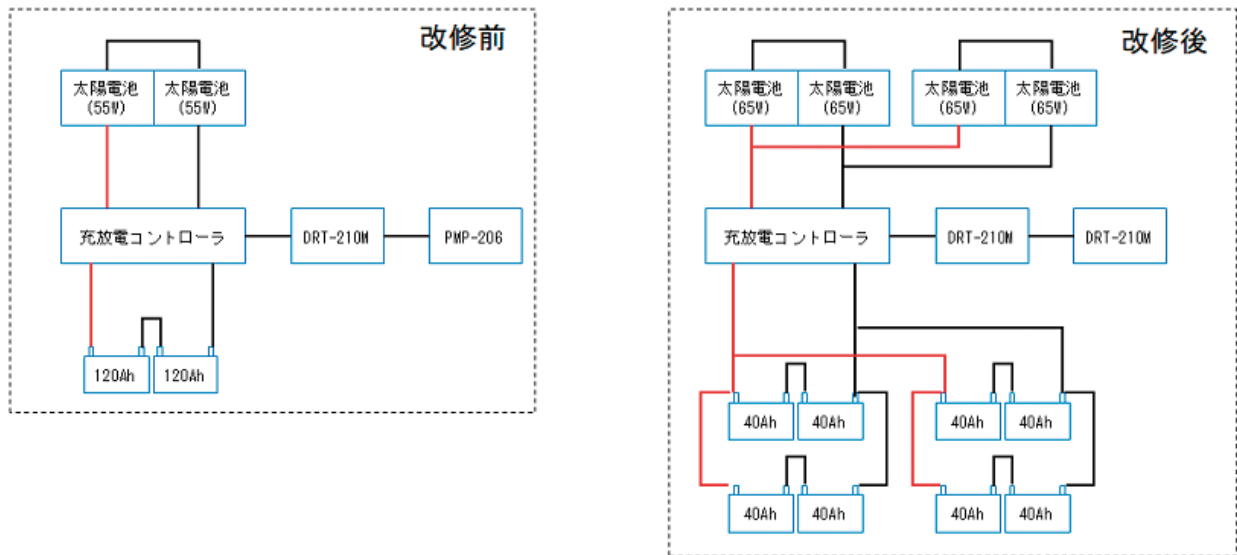 改修前
太陽電池
(55W)
太陽電池
(55W)
充放電コントローラ
DRT-210M
PMP-206
120Ah
120Ah
改修後
太陽電池
(65W)
太陽電池
(65W)
太陽電池
(65W)
太陽電池
(65W)
充放電コントローラ
DRT-210M
DRT-210M
40Ah
40Ah
40Ah
40Ah
40Ah
40Ah
40Ah
40Ah